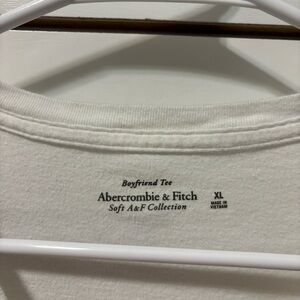 Boyfriend Tee
Abercrombie & Fitch
Soft A&F Collection
XL
MADE IN
VIETNAM